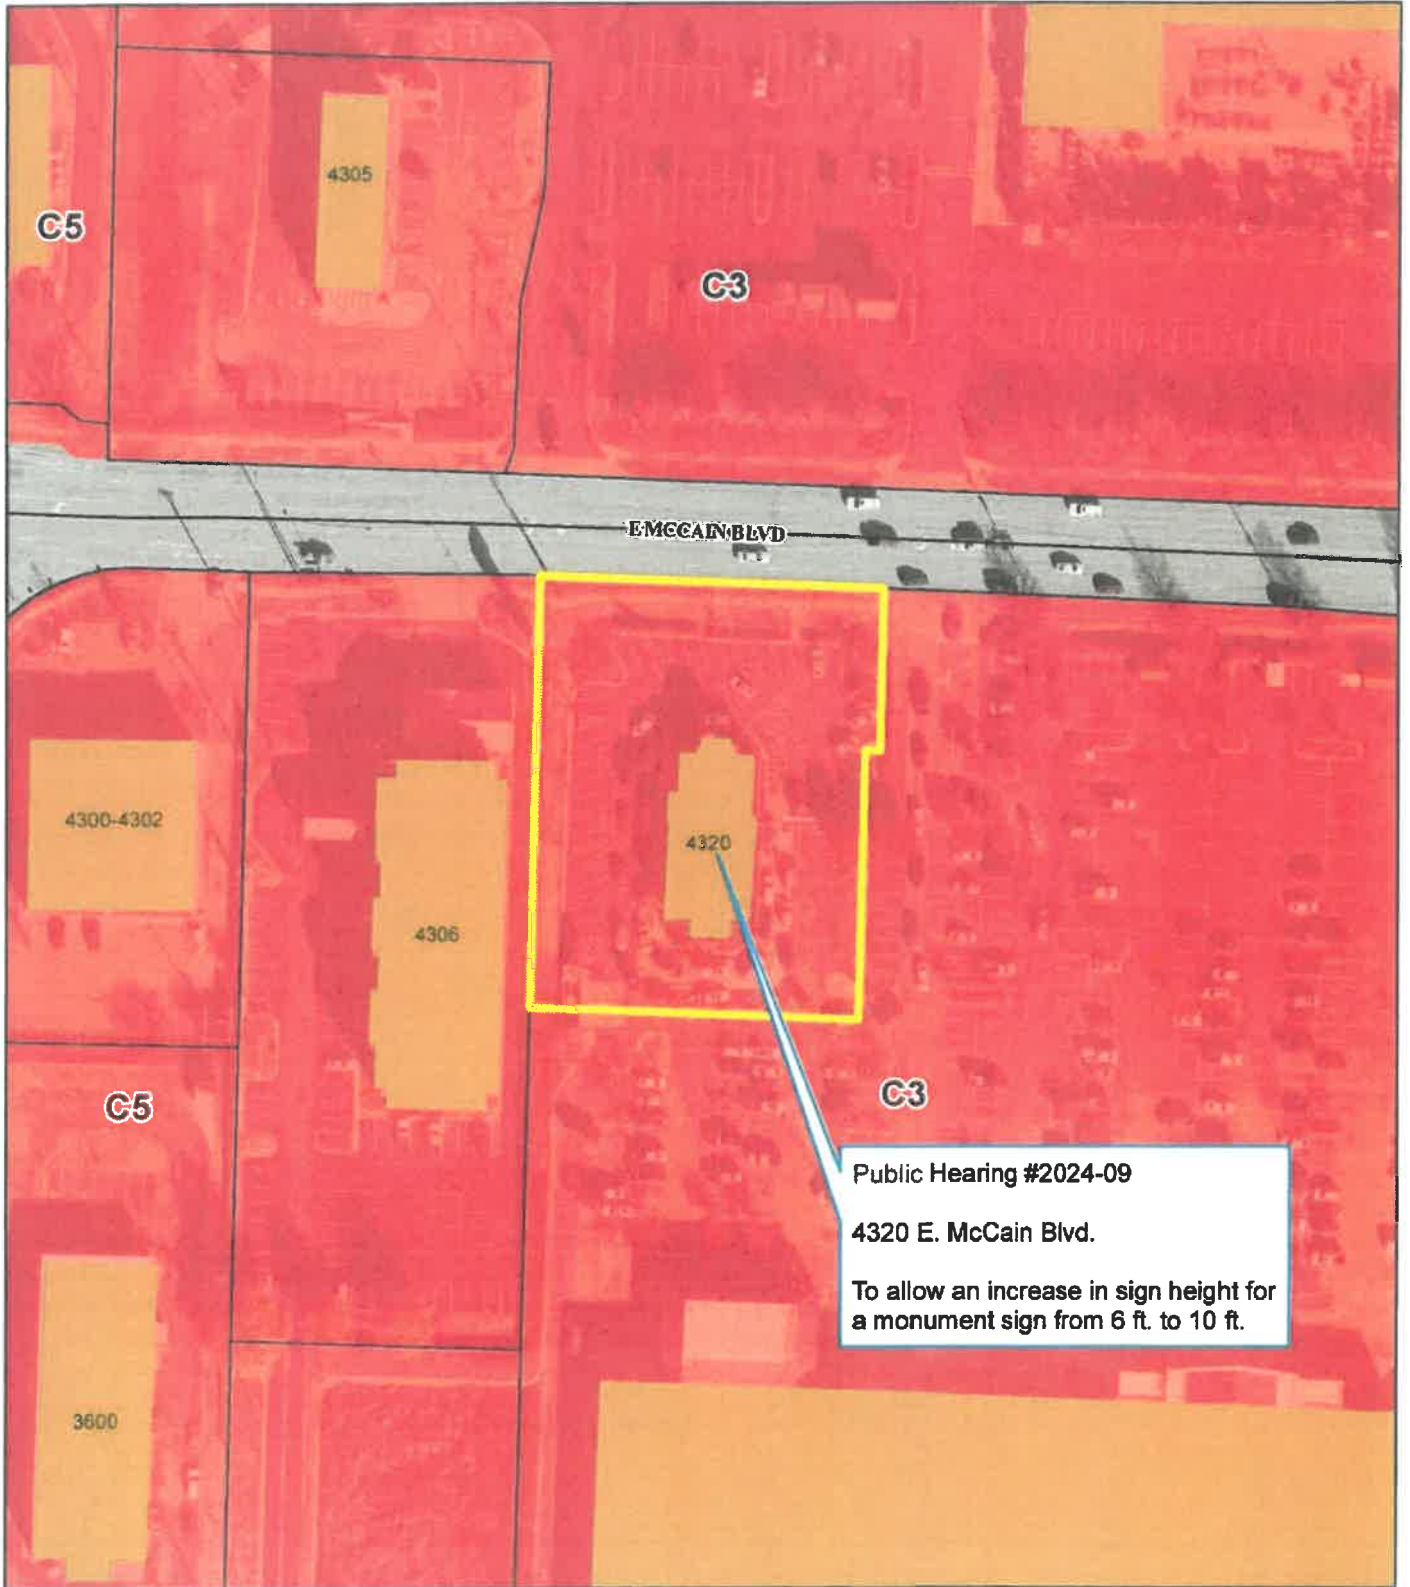 4305
C5
C3
E MCCAIN BLVD
4320
4300-4302
4306
C3
C5
Public Hearing #2024-09
4320 E. McCain Blvd.
To allow an increase in sign height for
a monument sign from 6 ft. to 10 ft.
3600